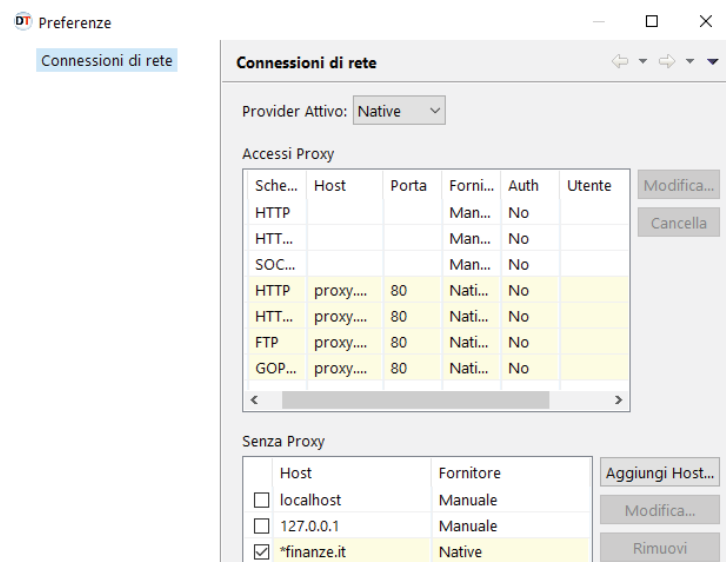 DT Preferenze
Connessioni di rete
Connessioni di rete
Provider Attivo: Native
Accessi Proxy
Sche... Host Porta Forni... Auth Utente
HTTP Man... No
HTT... Man... No
SOC... Man... No
HTTP proxy.... 80 Nati... No
HTT... proxy.... 80 Nati... No
FTP proxy.... 80 Nati... No
GOP... proxy.... 80 Nati... No
Modifica...
Cancella
Senza Proxy
Host Fornitore
localhost Manuale
127.0.0.1 Manuale
*finanze.it Native
Aggiungi Host...
Modifica...
Rimuovi